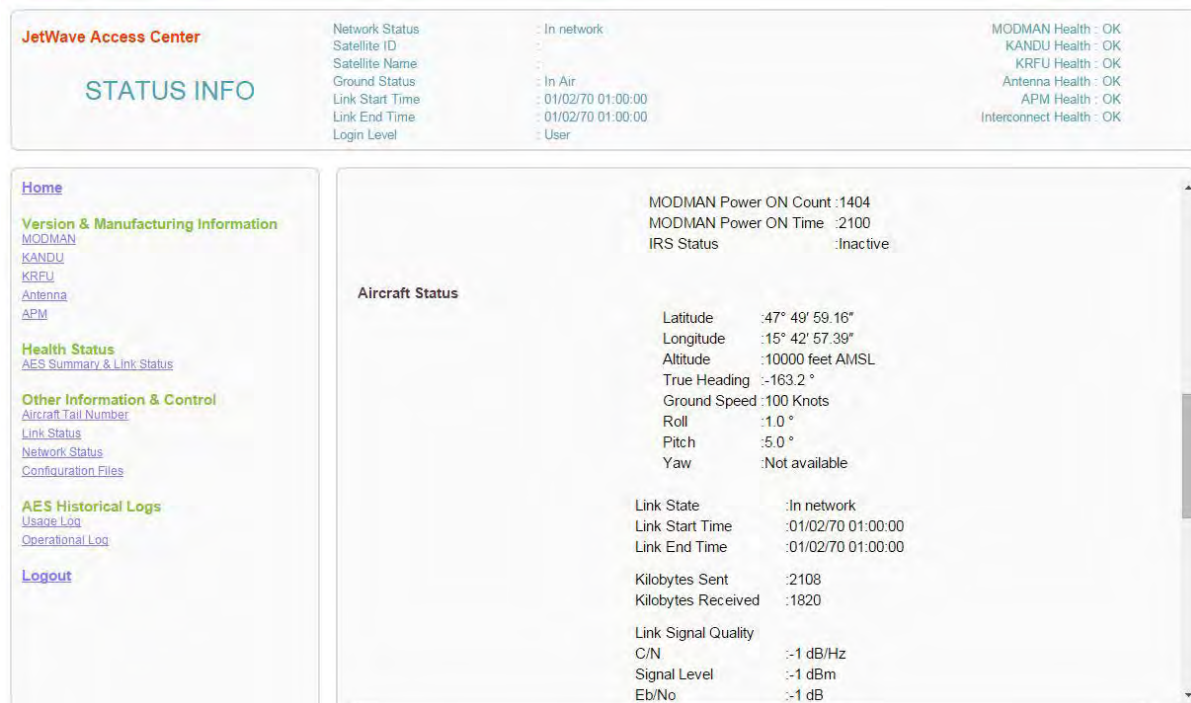 JetWave Access Center
STATUS INFO
Network Status : In network
Satellite ID :
Satellite Name :
Ground Status : In Air
Link Start Time : 01/02/70 01:00:00
Link End Time : 01/02/70 01:00:00
Login Level : User
MODMAN Health : OK
KANDU Health : OK
KRFU Health : OK
Antenna Health : OK
APM Health : OK
Interconnect Health : OK
Home
Version & Manufacturing Information
MODMAN
KANDU
KRFU
Antenna
APM
Health Status
AES Summary & Link Status
Other Information & Control
Aircraft Tail Number
Link Status
Network Status
Configuration Files
AES Historical Logs
Usage Log
Operational Log
Logout
MODMAN Power ON Count :1404
MODMAN Power ON Time :2100
IRS Status :Inactive
Aircraft Status
Latitude :47° 49' 59.16"
Longitude :15° 42' 57.39"
Altitude :10000 feet AMSL
True Heading :-163.2 °
Ground Speed :100 Knots
Roll :1.0 °
Pitch :5.0 °
Yaw :Not available
Link State :In network
Link Start Time :01/02/70 01:00:00
Link End Time :01/02/70 01:00:00
Kilobytes Sent :2108
Kilobytes Received :1820
Link Signal Quality
C/N :-1 dB/Hz
Signal Level :-1 dBm
Eb/No :-1 dB